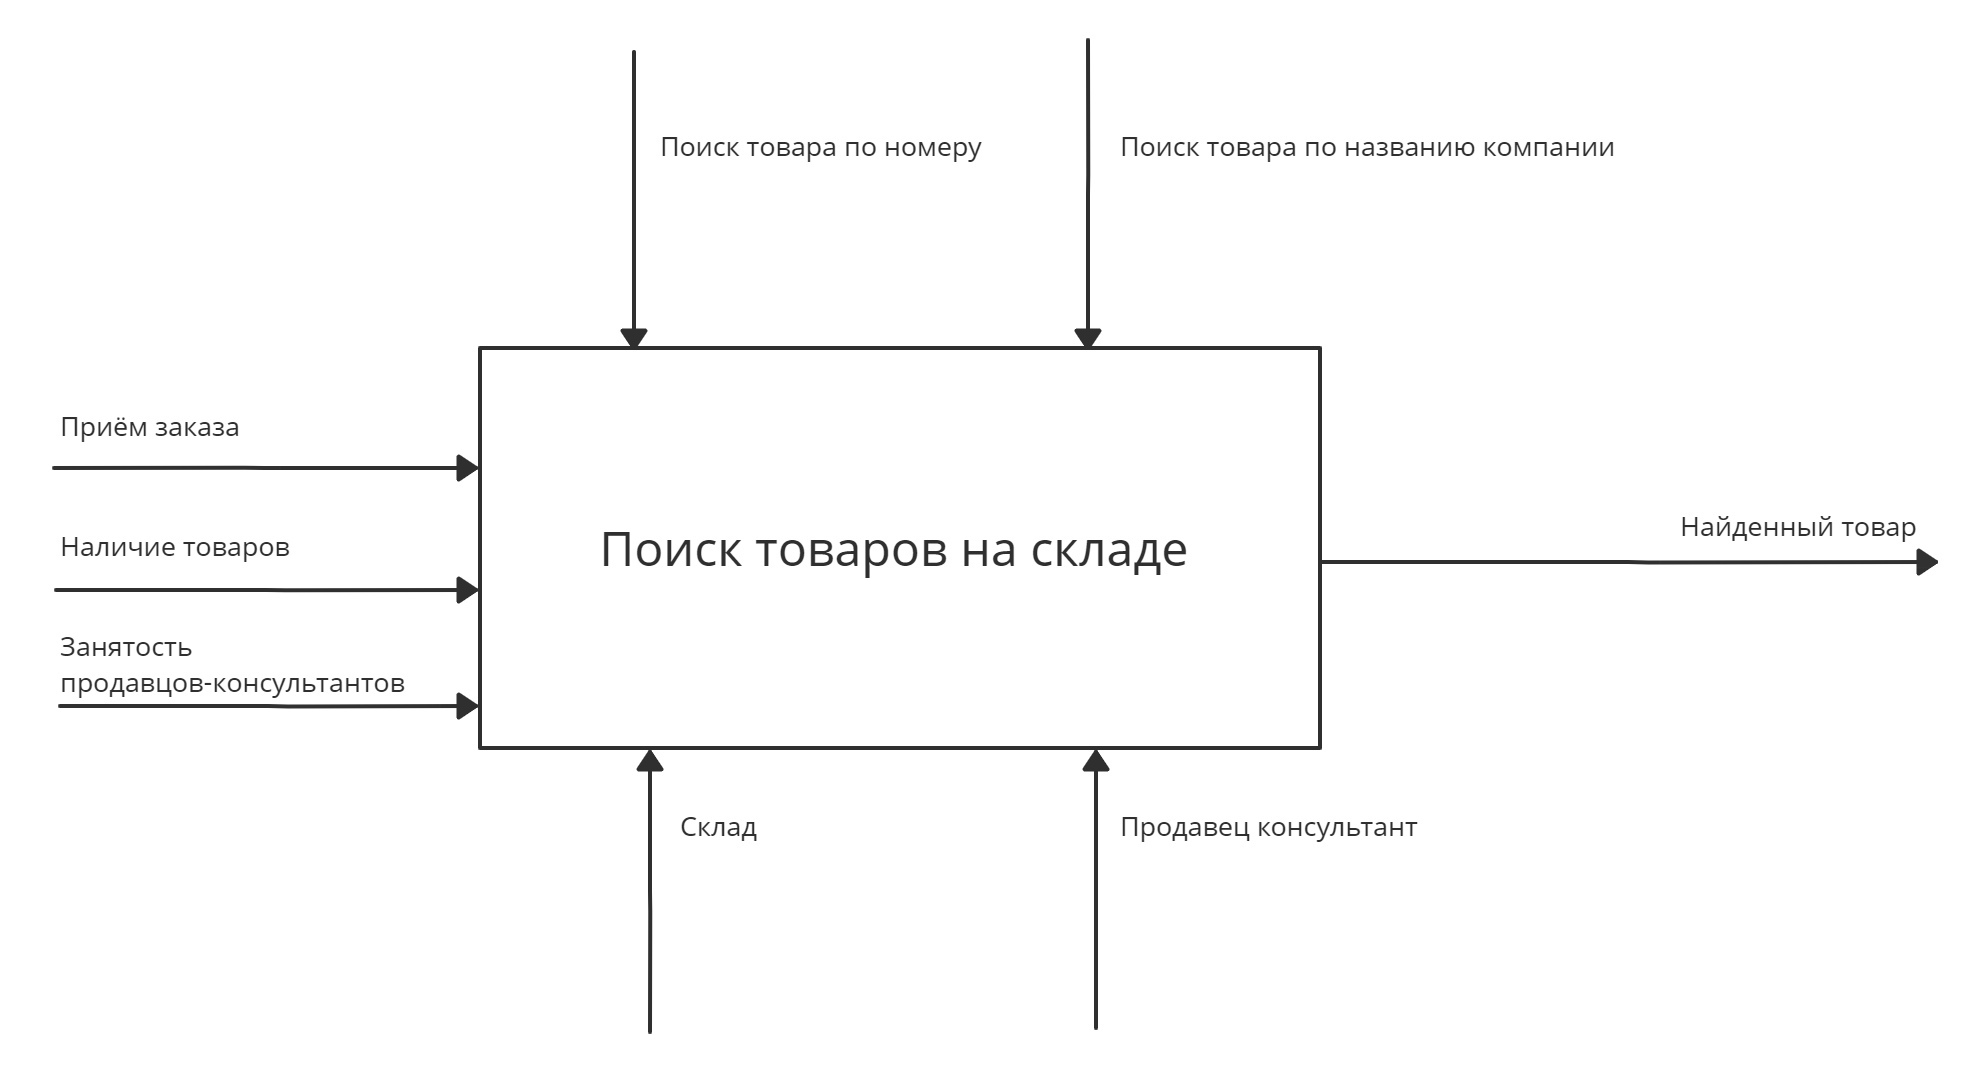 Поиск товара по номеру
Поиск товара по названию компании
Приём заказа
Наличие товаров
Занятость
продавцов-консультантов
Поиск товаров на складе
Найденный товар
Склад
Продавец консультант